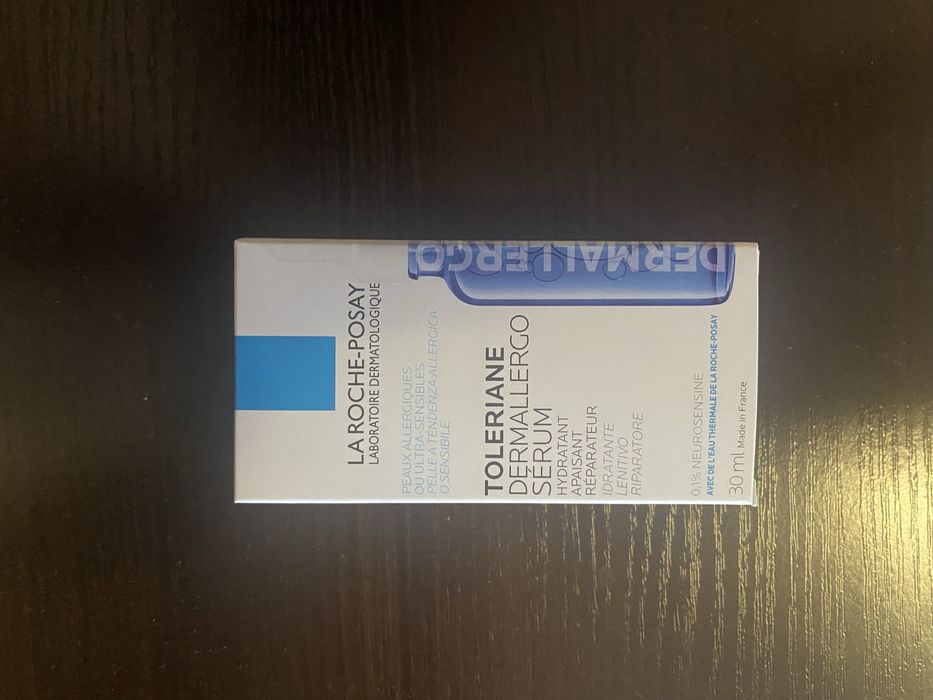 LA ROCHE-POSAY
LABORATOIRE DERMATOLOGIQUE
PEAUX ALLERGIQUES
OU ULTRA-SENSIBLES
PELLE A TENDENZA ALLERGICA
O SENSIBILE
TOLERIANE
DERMALLERGO
SERUM
HYDRATANT
APAISANT
RÉPARATEUR
IDRATANTE
LENITIVO
RIPARATORE
0,1% NEUROSENSINE
AVEC DE L'EAU THERMALE DE LA ROCHE-POSAY
30 ml Made in France
DERMALLERGO